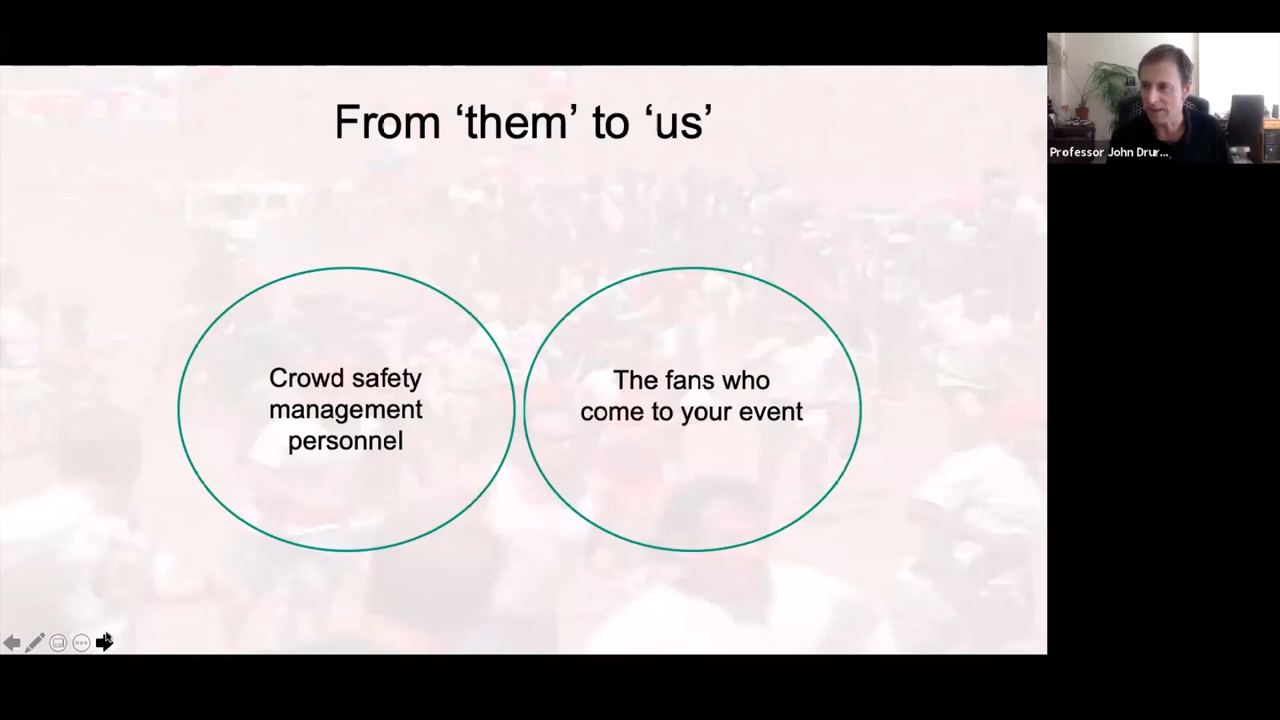 From ‘them’ to ‘us’
Crowd safety
management
personnel
The fans who
come to your event
Professor John Drur...